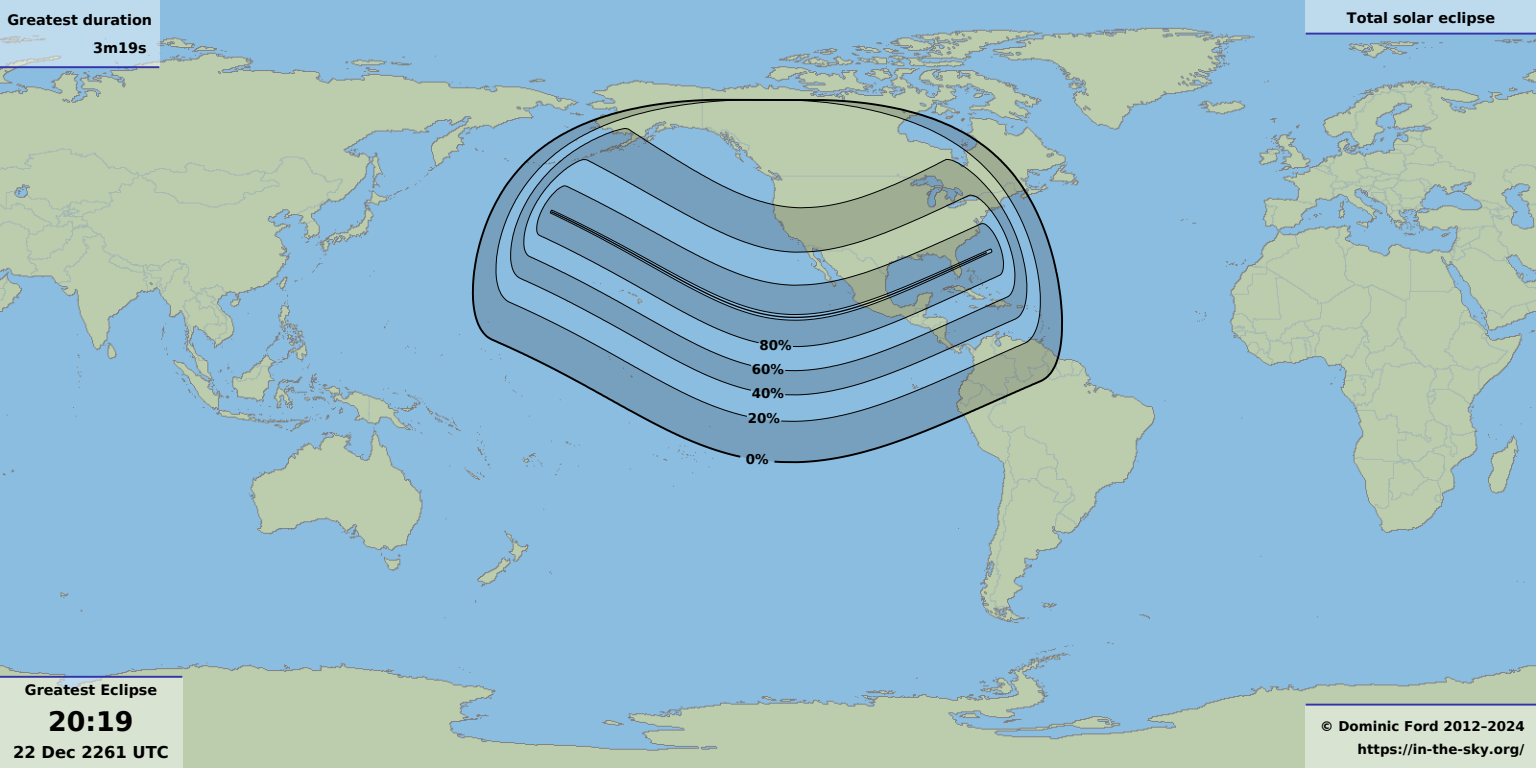 Greatest duration
3m19s
Total solar eclipse
80%
60%
40%
20%
0%
Greatest Eclipse
20:19
22 Dec 2261 UTC
© Dominic Ford 2012–2024
https://in-the-sky.org/